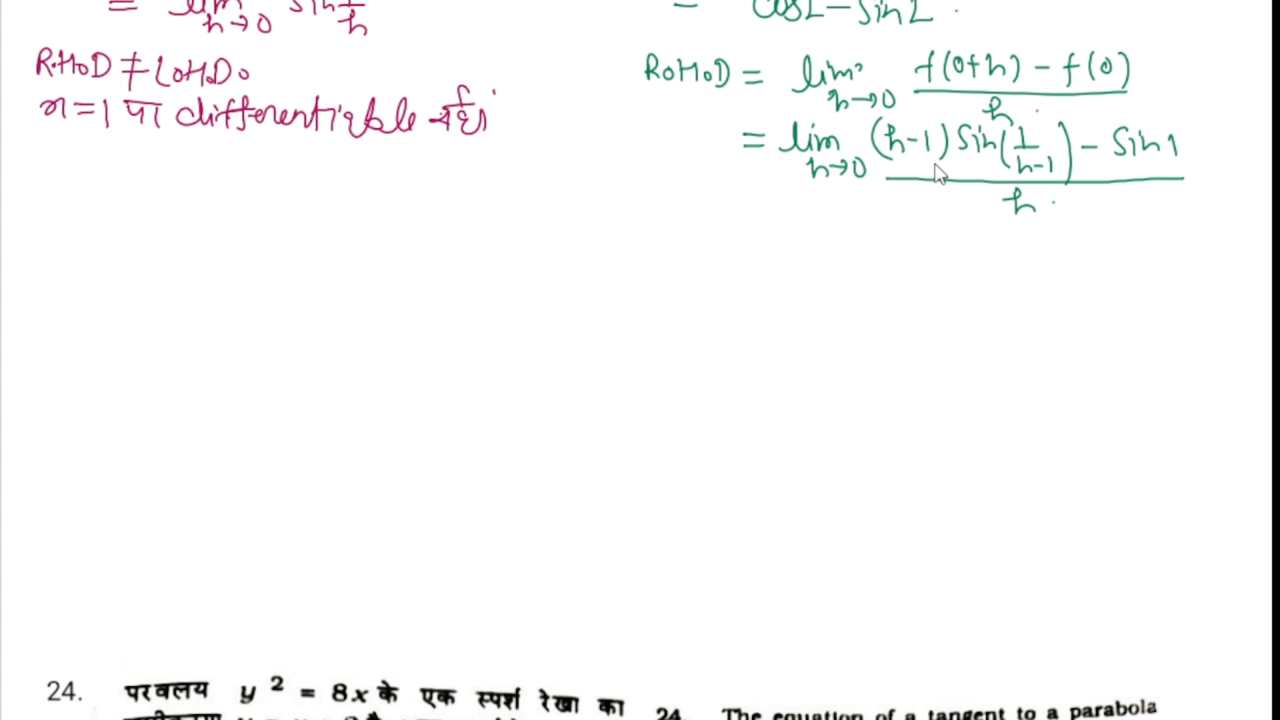 = lim h→0 sin 1/h
R.H.D ≠ L.H.D.
x = 1 पर differentiable नहीं
= cos1 - sin1 .
R.H.D = lim h→0 f(0+h) - f(0) / h
= lim h→0 (h-1) sin(1/h-1) - sin1 / h .
24. परवलय y² = 8x के एक स्पर्श रेखा का
24. The equation of a tangent to a parabola